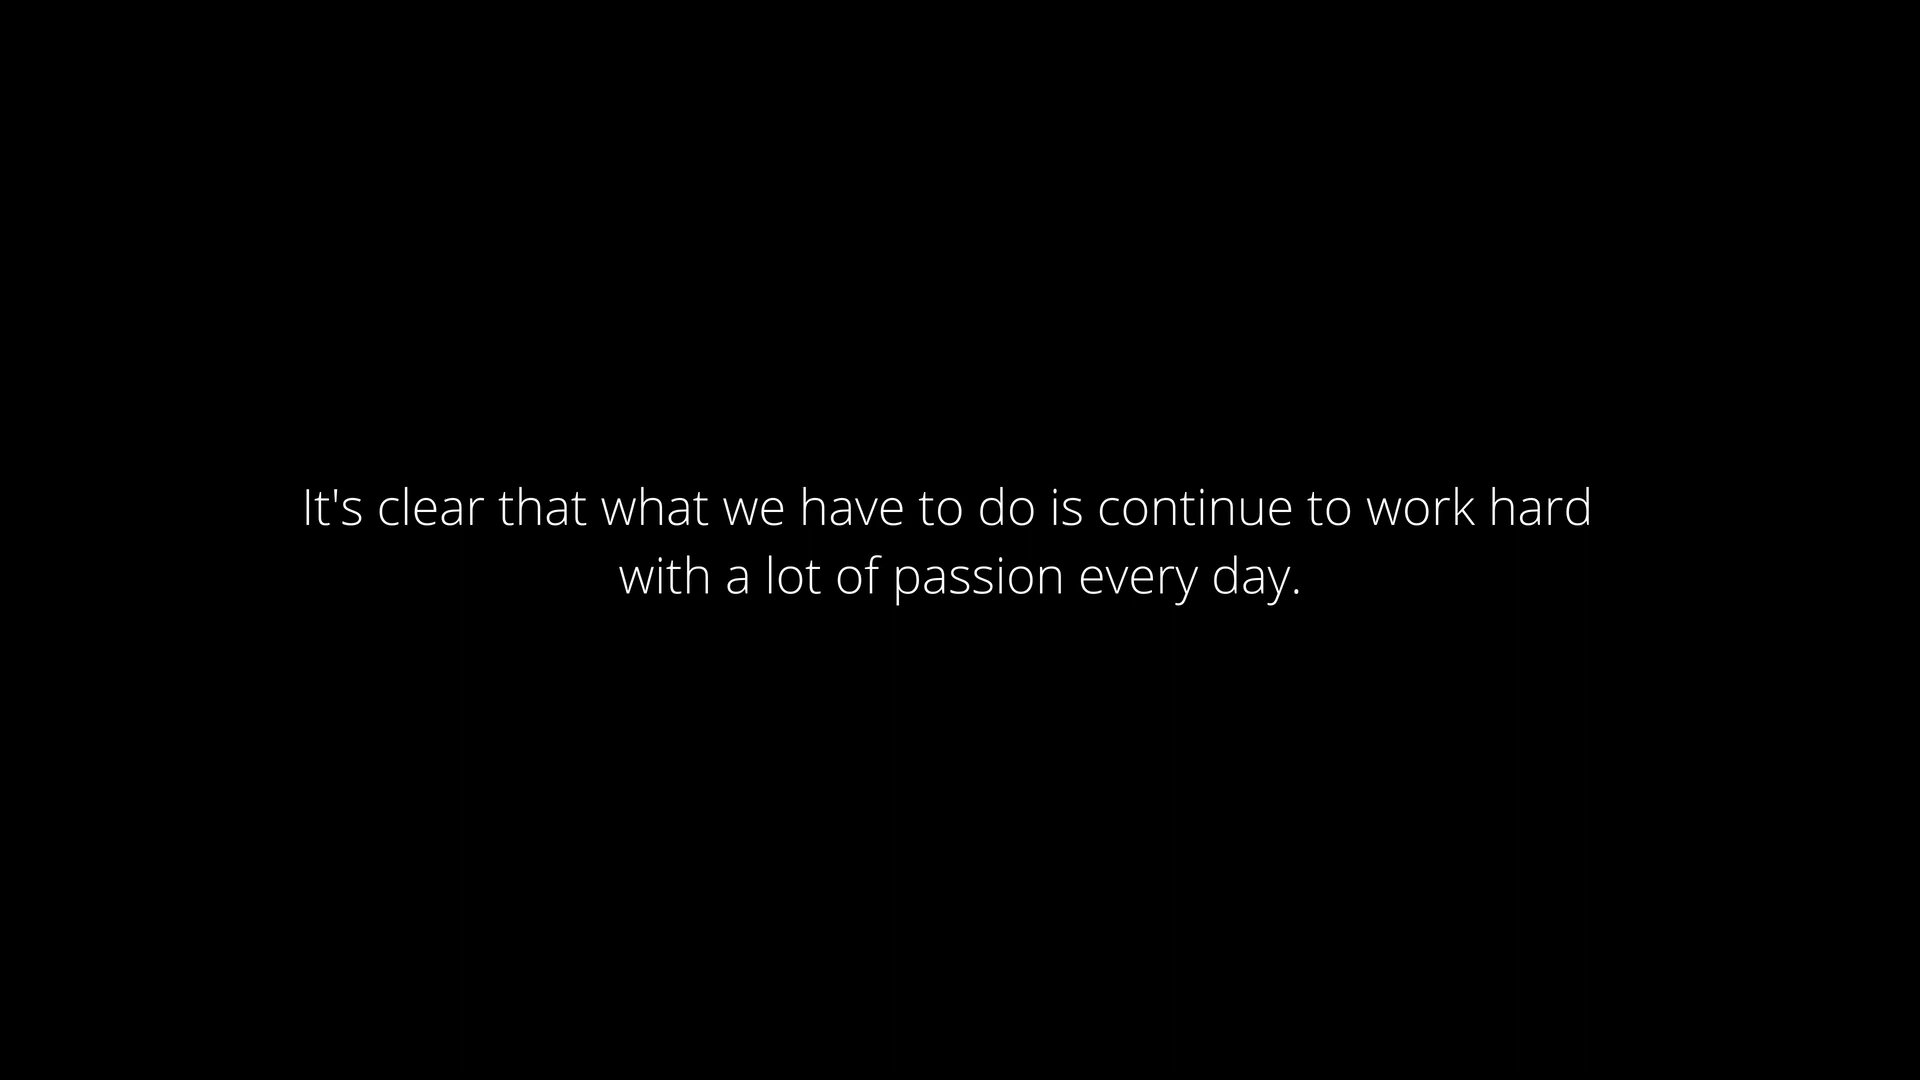 It's clear that what we have to do is continue to work hard
with a lot of passion every day.